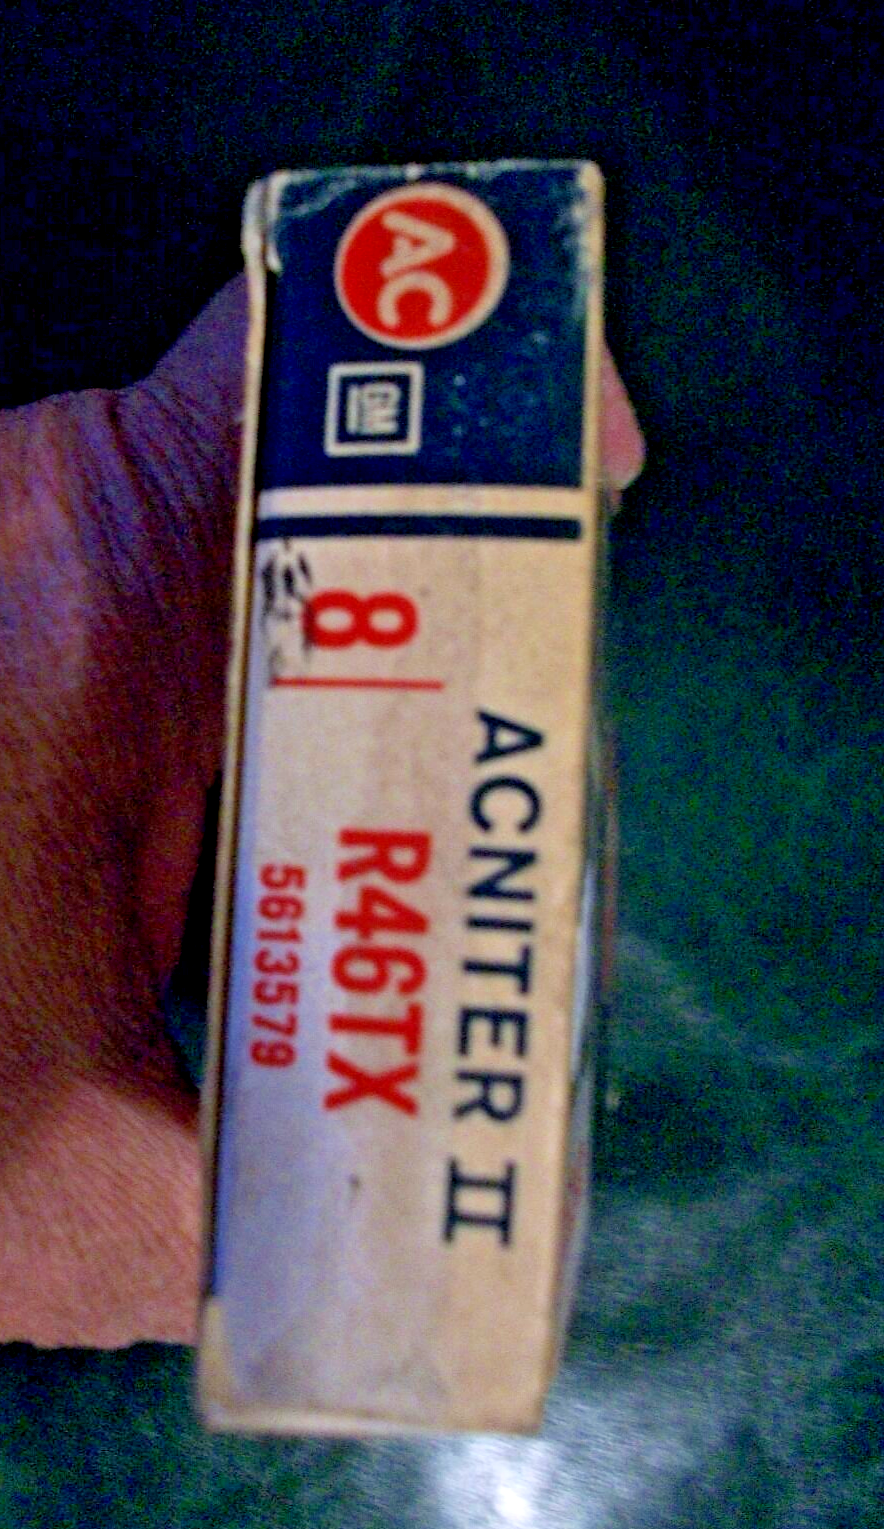 AC
GM
ACNITER II
8
R46TX
5613579